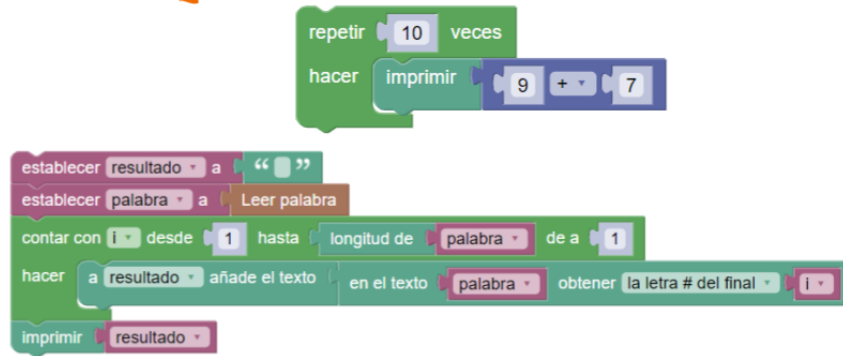 repetir 10 veces
hacer imprimir 9 + 7
establecer resultado a “ ”
establecer palabra a Leer palabra
contar con i desde 1 hasta longitud de palabra de a 1
hacer a resultado añade el texto en el texto palabra obtener la letra # del final i
imprimir resultado